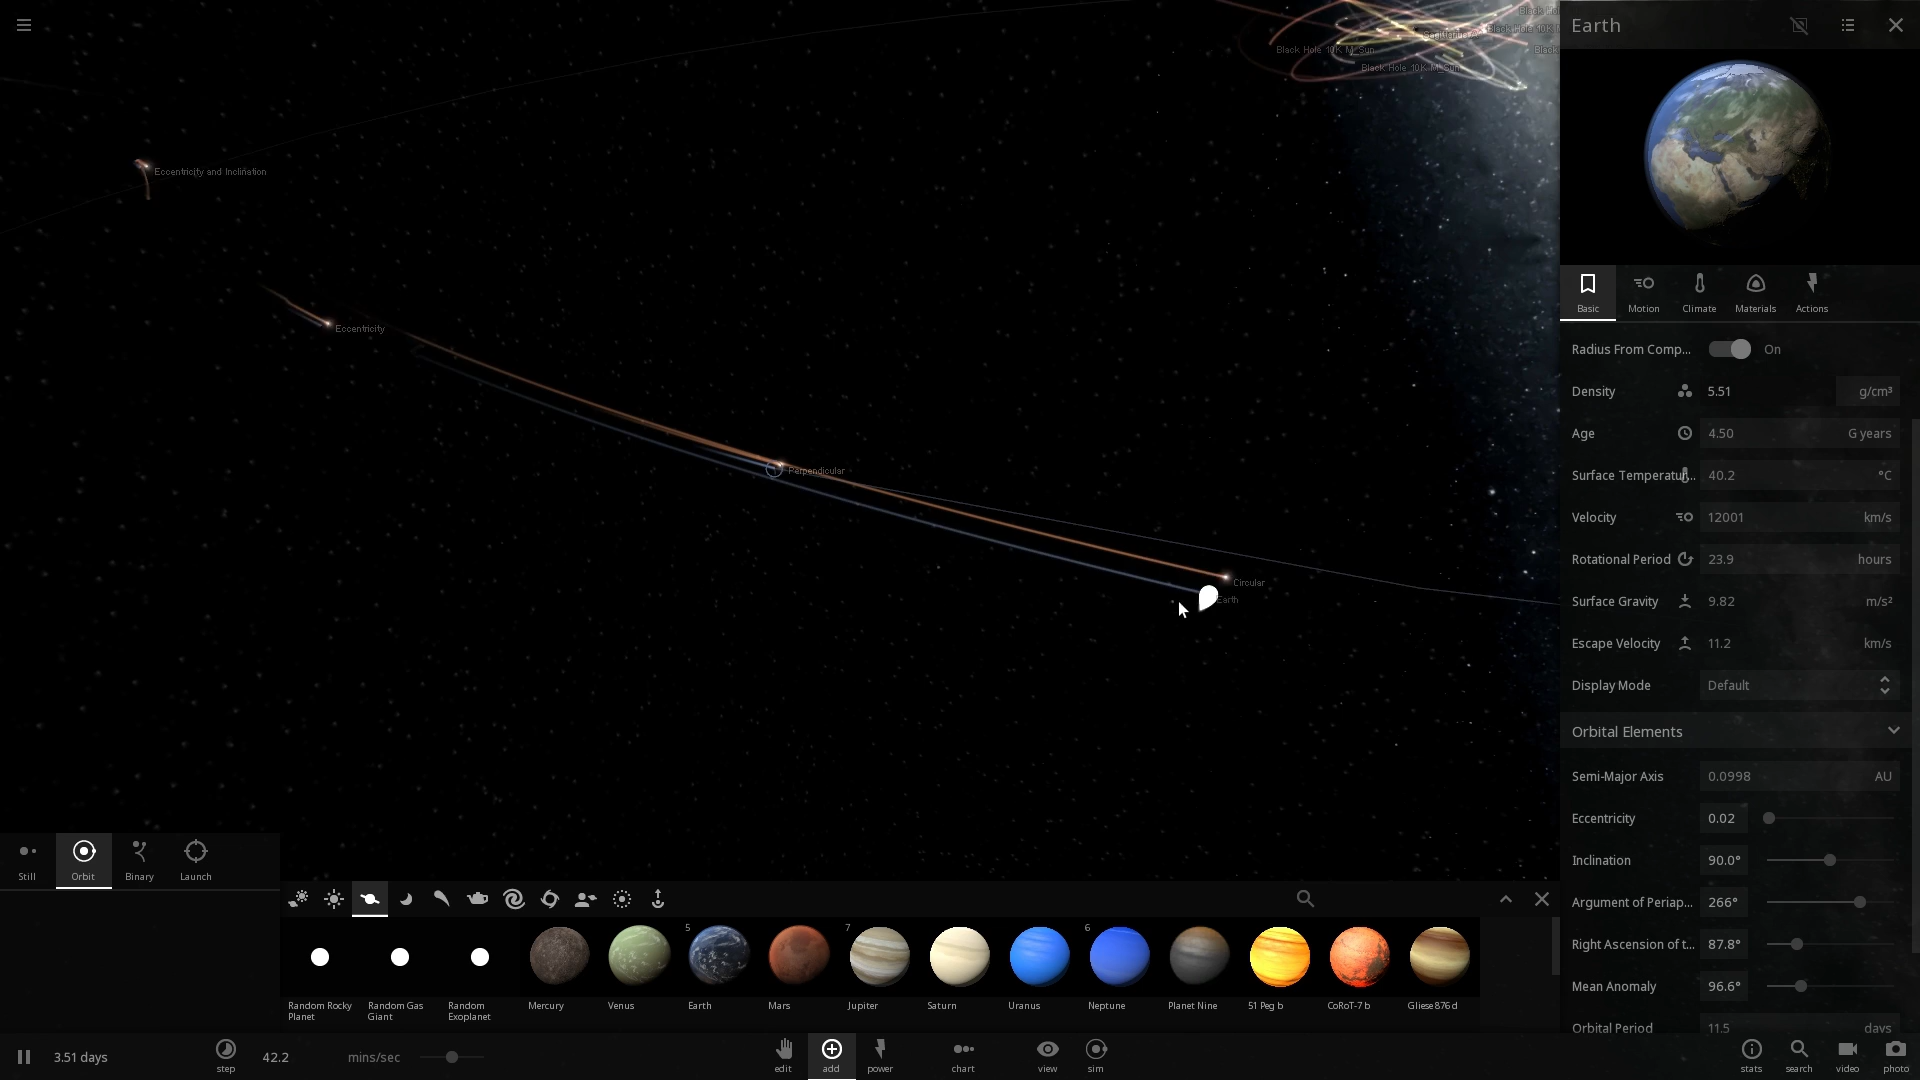 Earth
Black Hole 10K M_Sun
Black Hole 10K M_Sun
Eccentricity and Inclination
Eccentricity
Perpendicular
Circular
Earth
Basic
Motion
Climate
Materials
Actions
Radius From Comp... On
Density 5.51 g/cm³
Age 4.50 G years
Surface Temperatur... 40.2 °C
Velocity 12001 km/s
Rotational Period 23.9 hours
Surface Gravity 9.82 m/s²
Escape Velocity 11.2 km/s
Display Mode Default
Orbital Elements
Semi-Major Axis 0.0998 AU
Eccentricity 0.02
Inclination 90.0°
Argument of Periap... 266°
Right Ascension of t... 87.8°
Mean Anomaly 96.6°
Orbital Period 11.5 days
Still
Orbit
Binary
Launch
5
7
6
Random Rocky Planet
Random Gas Giant
Random Exoplanet
Mercury
Venus
Earth
Mars
Jupiter
Saturn
Uranus
Neptune
Planet Nine
51 Peg b
CoRoT-7 b
Gliese 876 d
3.51 days
step
42.2 mins/sec
edit
add
power
chart
view
sim
stats
search
video
photo